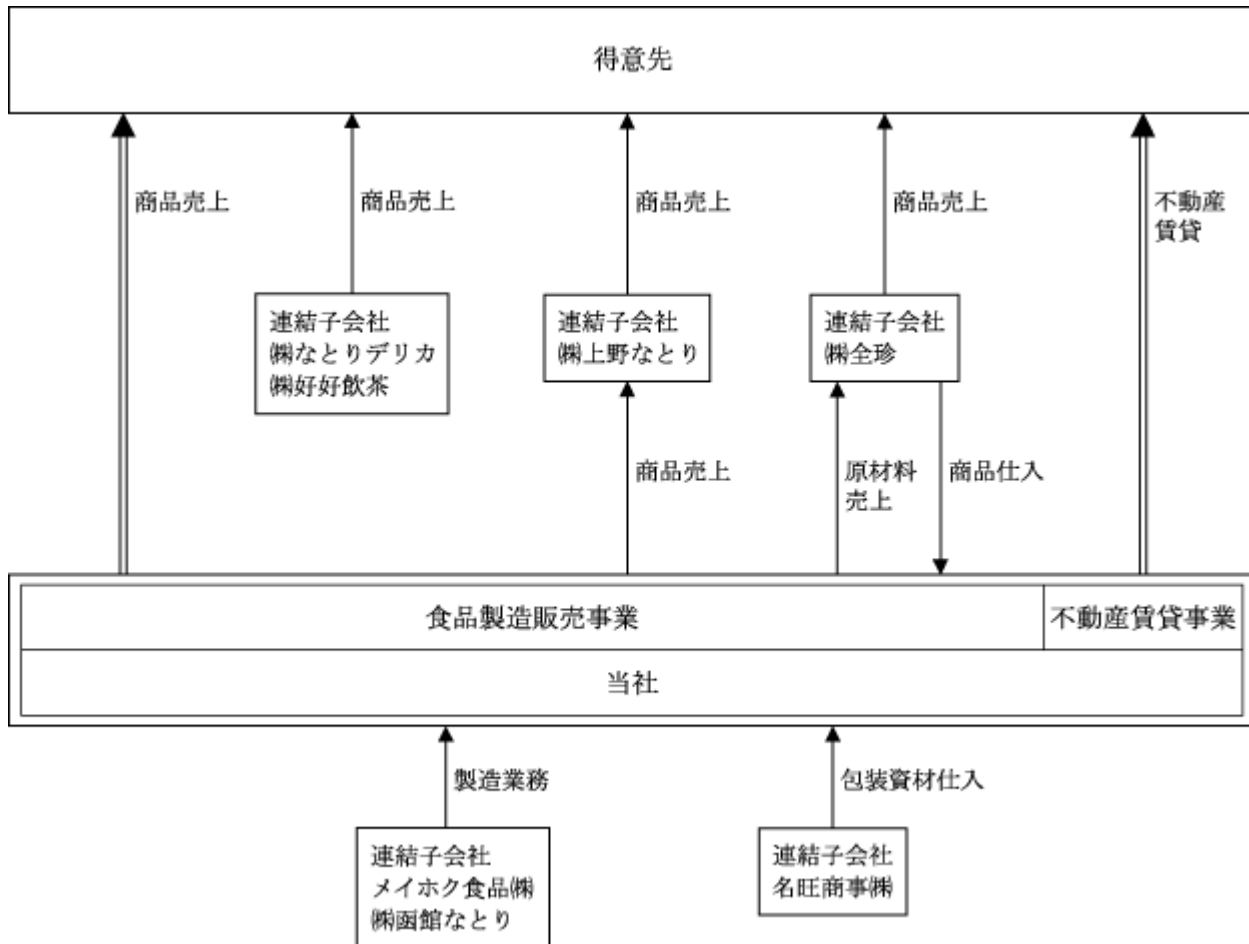 得意先
商品売上
商品売上
商品売上
商品売上
不動産
賃貸
連結子会社
㈱なとりデリカ
㈱好好飲茶
連結子会社
㈱上野なとり
連結子会社
㈱全珍
商品売上
原材料
売上
商品仕入
食品製造販売事業
不動産賃貸事業
当社
製造業務
包装資材仕入
連結子会社
メイホク食品㈱
㈱函館なとり
連結子会社
名旺商事㈱